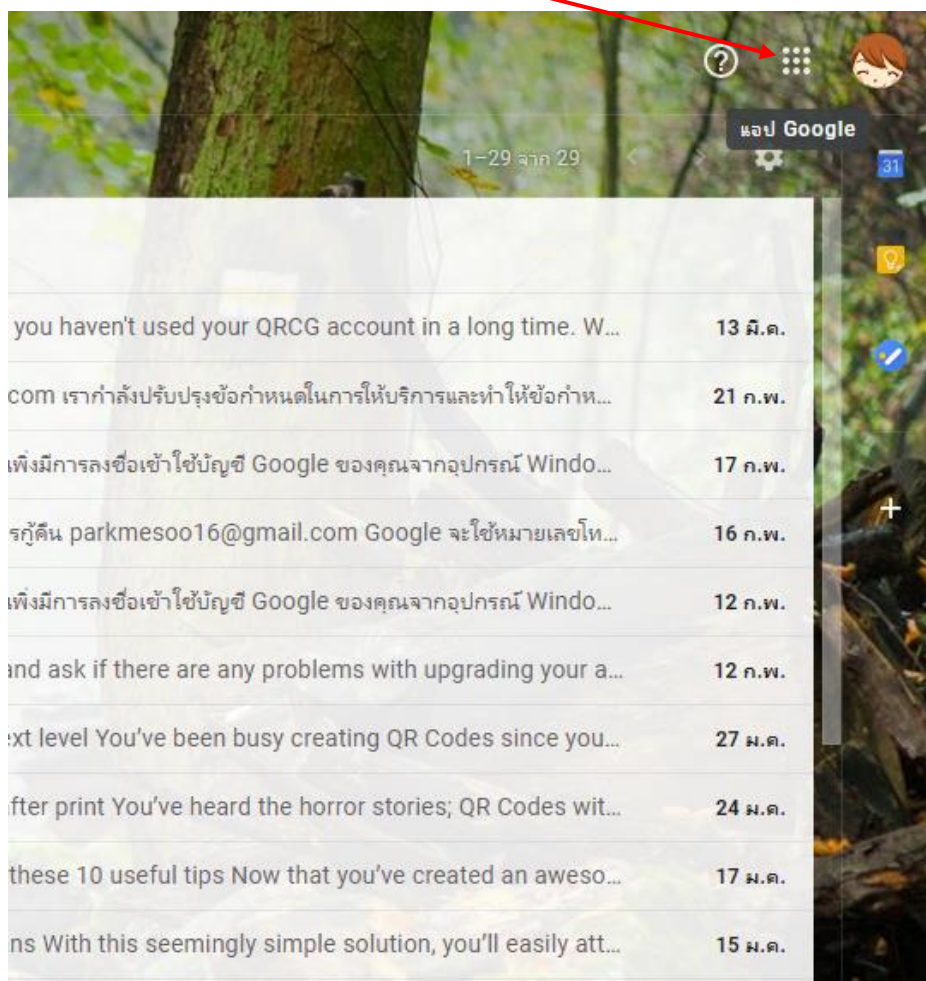 แอป Google
1–29 จาก 29
31
you haven't used your QRCG account in a long time. W... 13 มี.ค.
com เรากำลังปรับปรุงข้อกำหนดในการให้บริการและทำให้ข้อกำห... 21 ก.พ.
เพิ่งมีการลงชื่อเข้าใช้บัญชี Google ของคุณจากอุปกรณ์ Windo... 17 ก.พ.
รกู้คืน parkmesoo16@gmail.com Google จะใช้หมายเลขโท... 16 ก.พ.
เพิ่งมีการลงชื่อเข้าใช้บัญชี Google ของคุณจากอุปกรณ์ Windo... 12 ก.พ.
and ask if there are any problems with upgrading your a... 12 ก.พ.
ext level You’ve been busy creating QR Codes since you... 27 ม.ค.
after print You’ve heard the horror stories; QR Codes wit... 24 ม.ค.
these 10 useful tips Now that you’ve created an aweso... 17 ม.ค.
ns With this seemingly simple solution, you’ll easily att... 15 ม.ค.